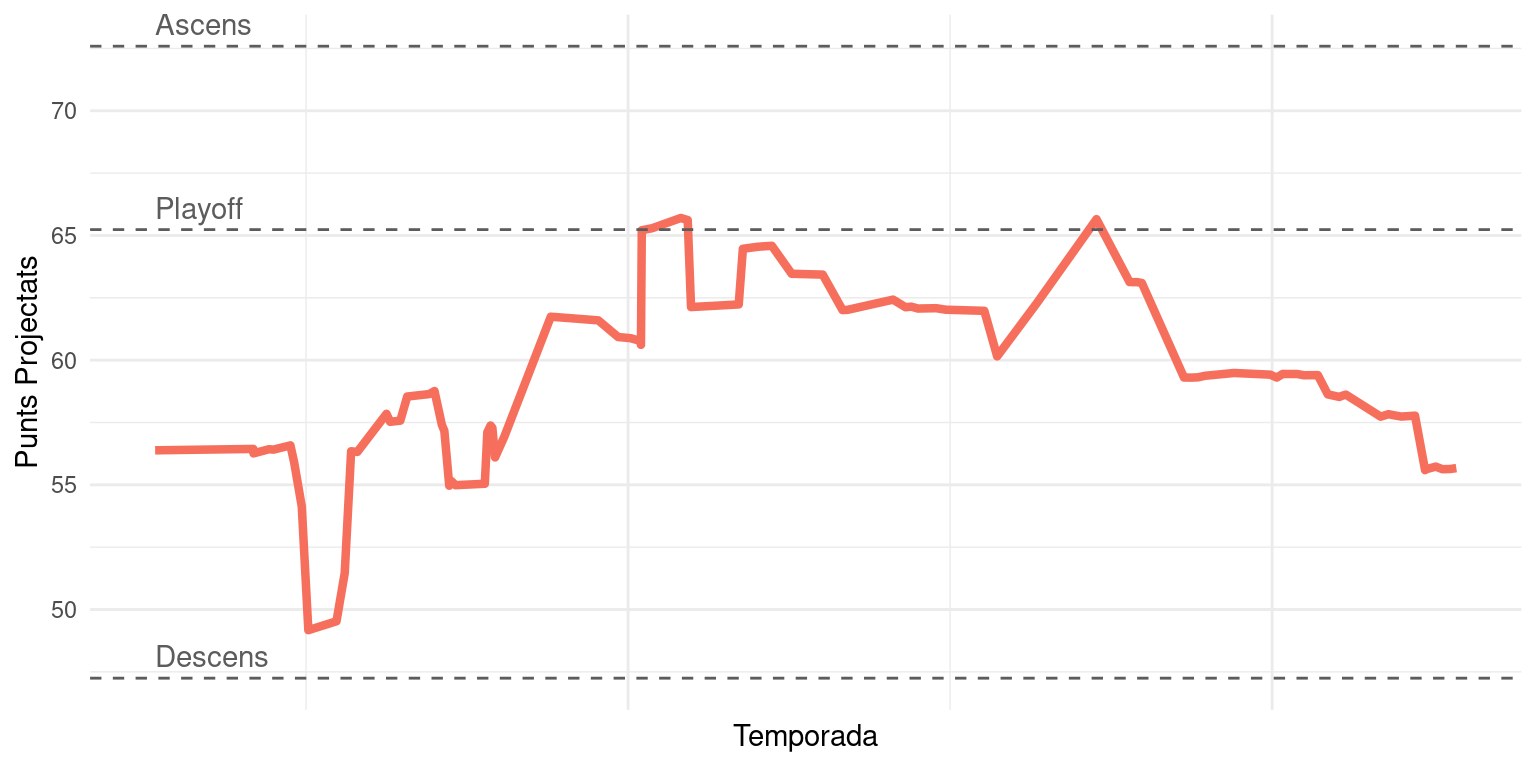 Ascens
70
Playoff
65
Punts Projectats
60
55
50
Descens
Temporada